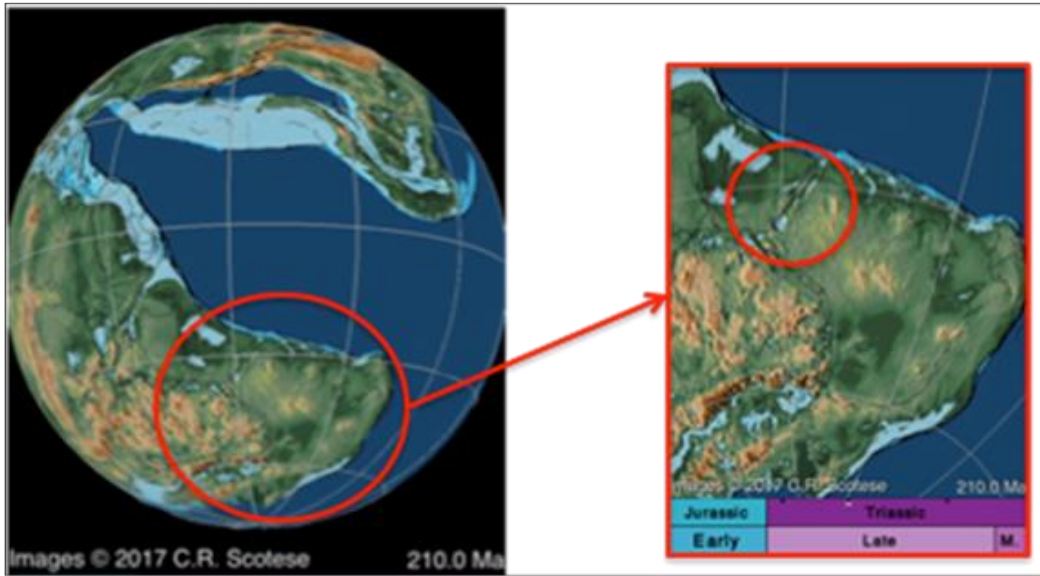 Images © 2017 C.R. Scotese 210.0 Ma
Images © 2017 C.R. Scotese 210.0 Ma
Jurassic Triassic
Early Late M.